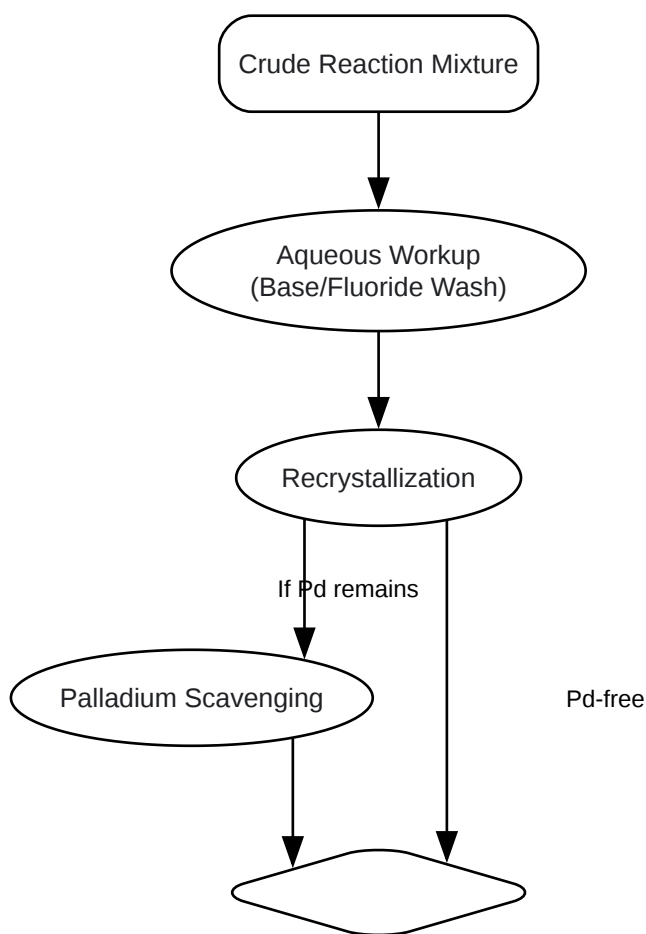 Crude Reaction Mixture
Aqueous Workup
(Base/Fluoride Wash)
Recrystallization
If Pd remains
Palladium Scavenging
Pd-free